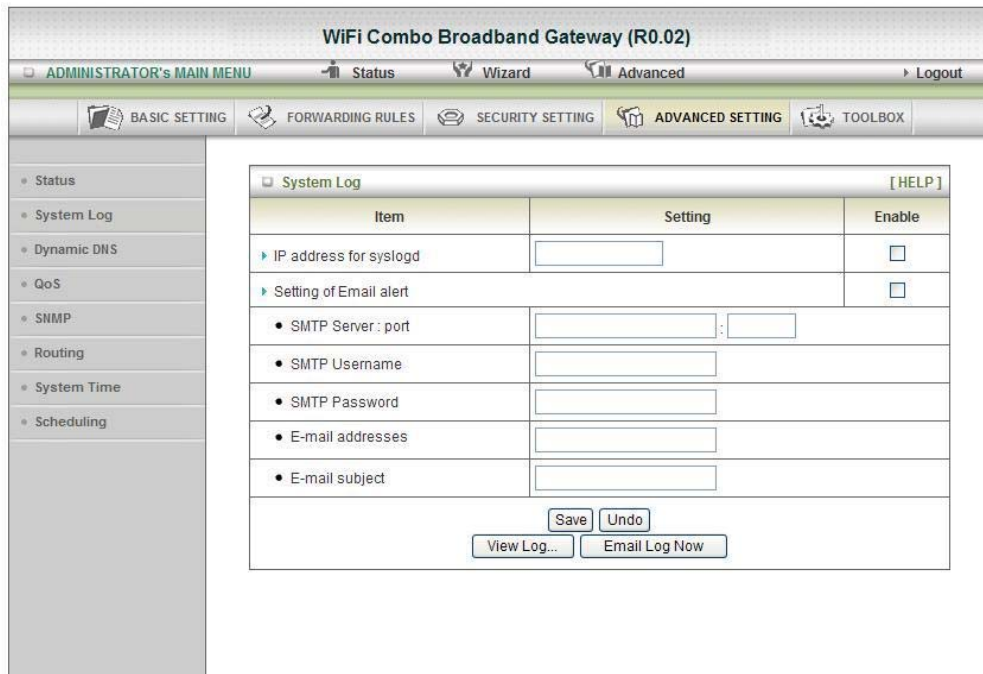 WiFi Combo Broadband Gateway (R0.02)
ADMINISTRATOR's MAIN MENU Status Wizard Advanced Logout
BASIC SETTING FORWARDING RULES SECURITY SETTING ADVANCED SETTING TOOLBOX
Status
System Log
Dynamic DNS
QoS
SNMP
Routing
System Time
Scheduling
System Log [HELP]
Item Setting Enable
IP address for syslogd
Setting of Email alert
SMTP Server : port :
SMTP Username
SMTP Password
E-mail addresses
E-mail subject
Save Undo
View Log... Email Log Now